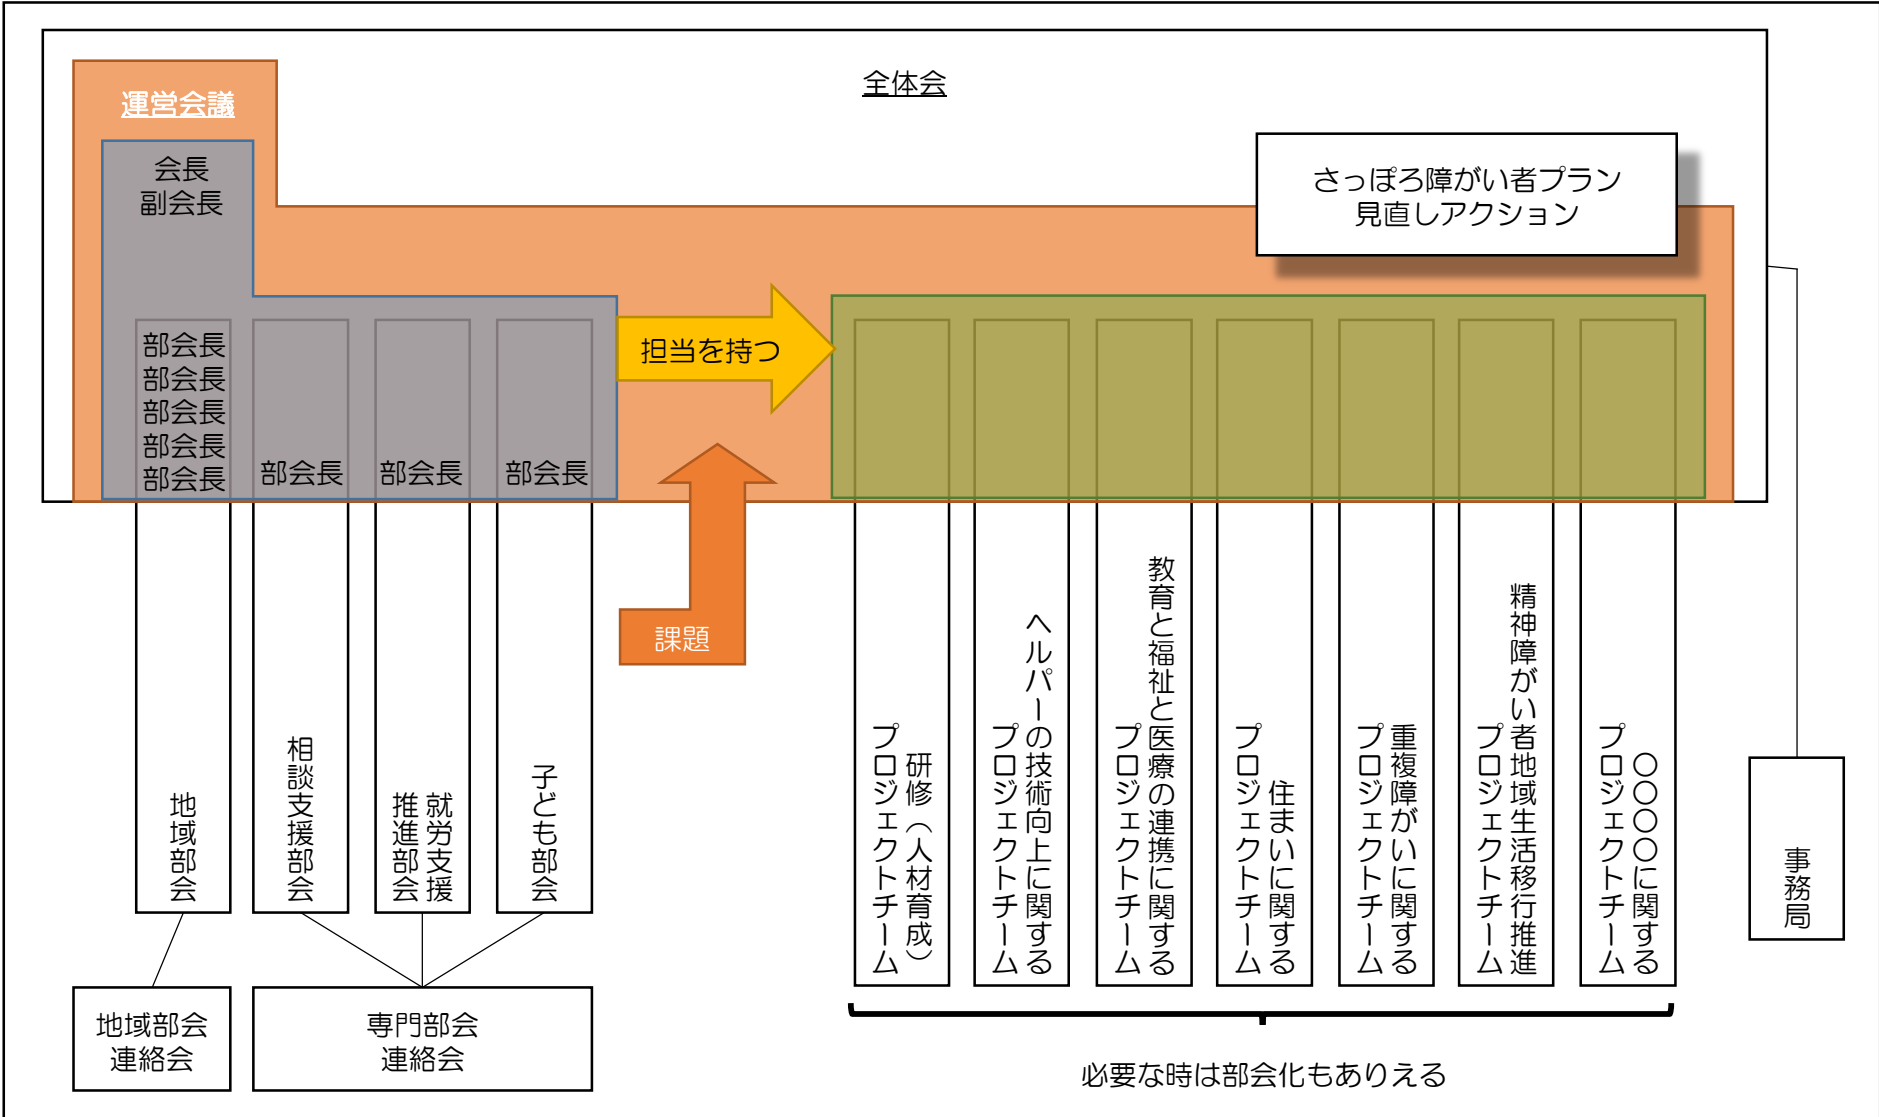 全体会
運営会議
会長
副会長
さっぽろ障がい者プラン
見直しアクション
部会長
部会長
部会長
部会長
部会長
部会長
部会長
部会長
担当を持つ
課題
地域部会
相談支援部会
就労支援
推進部会
子ども部会
研修（人材育成）
プロジェクトチーム
ヘルパーの技術向上に関する
プロジェクトチーム
教育と福祉と医療の連携に関する
プロジェクトチーム
住まいに関する
プロジェクトチーム
重複障がいに関する
プロジェクトチーム
精神障がい者地域生活移行推進
プロジェクトチーム
〇〇〇〇に関する
プロジェクトチーム
事務局
地域部会
連絡会
専門部会
連絡会
必要な時は部会化もありえる